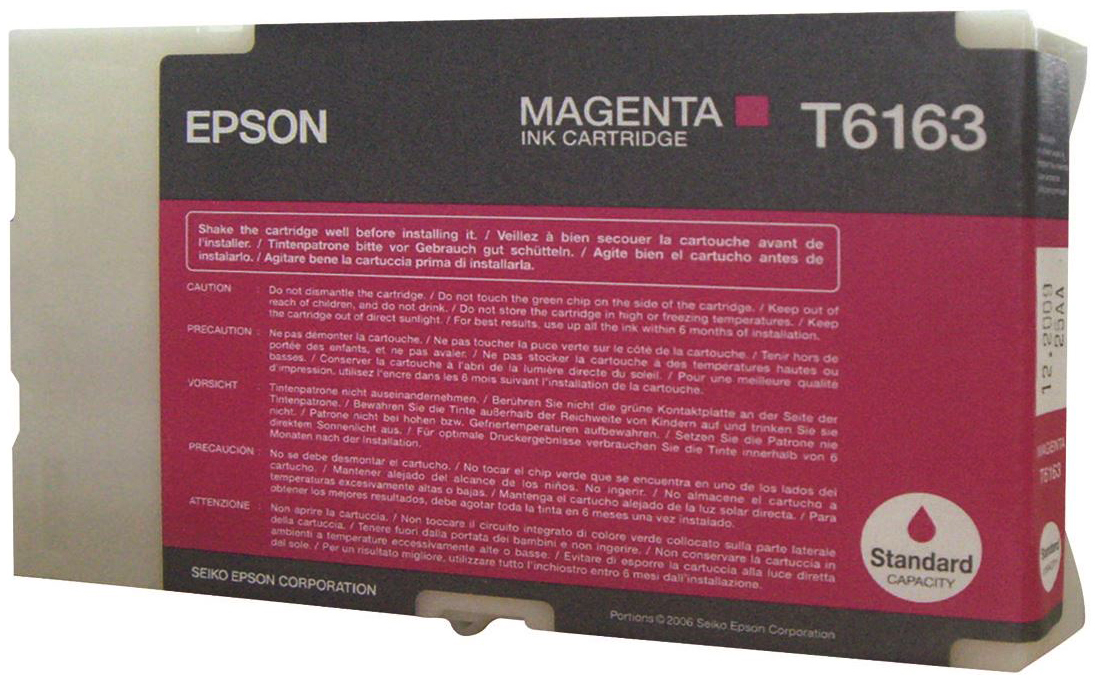 EPSON
MAGENTA
INK CARTRIDGE
T6163
Shake the cartridge well before installing it. / Veillez à bien secouer la cartouche avant de
l'installer. / Tintenpatrone bitte vor Gebrauch gut schütteln. / Agite bien el cartucho antes de
instalarlo. / Agitare bene la cartuccia prima di installarla.
CAUTION : Do not dismantle the cartridge. / Do not touch the green chip on the side of the cartridge. / Keep out of
reach of children, and do not drink. / Do not store the cartridge in high or freezing temperatures. / Keep
the cartridge out of direct sunlight. / For best results, use up all the ink within 6 months of installation.
PRECAUTION : Ne pas démonter la cartouche. / Ne pas toucher la puce verte sur le côté de la cartouche. / Tenir hors de
portée des enfants, et ne pas avaler. / Ne pas stocker la cartouche à des températures hautes ou
basses. / Conserver la cartouche à l'abri de la lumière directe du soleil. / Pour une meilleure qualité
d'impression, utilisez l'encre dans les 6 mois suivant l'installation de la cartouche.
VORSICHT : Tintenpatrone nicht auseinandernehmen. / Berühren Sie nicht die grüne Kontaktplatte an der Seite der
Tintenpatrone. / Bewahren Sie die Tinte außerhalb der Reichweite von Kindern auf und trinken Sie sie
nicht. / Patrone nicht bei hohen bzw. Gefriertemperaturen aufbewahren. / Setzen Sie die Patrone nie
direktem Sonnenlicht aus. / Für optimale Druckergebnisse verbrauchen Sie die Tinte innerhalb von 6
Monaten nach der Installation.
PRECAUCIÓN : No se debe desmontar el cartucho. / No tocar el chip verde que se encuentra en uno de los lados del
cartucho. / Mantener alejado del alcance de los niños. No ingerir. / No almacene el cartucho a
temperaturas excesivamente altas o bajas. / Mantenga el cartucho alejado de la luz solar directa. / Para
obtener los mejores resultados, debe agotar toda la tinta en 6 meses una vez instalado.
ATTENZIONE : Non aprire la cartuccia. / Non toccare il circuito integrato di colore verde collocato sulla parte laterale
della cartuccia. / Tenere fuori dalla portata dei bambini e non ingerire. / Non conservare la cartuccia in
ambienti a temperature eccessivamente alte o basse. / Evitare di esporre la cartuccia alla luce diretta
del sole. / Per un risultato migliore, utilizzare tutto l'inchiostro entro 6 mesi dall'installazione.
Standard
CAPACITY
SEIKO EPSON CORPORATION
Portions © 2006 Seiko Epson Corporation
12.2009
25AA
MAGENTA
T6163
Standard
CAPACITY